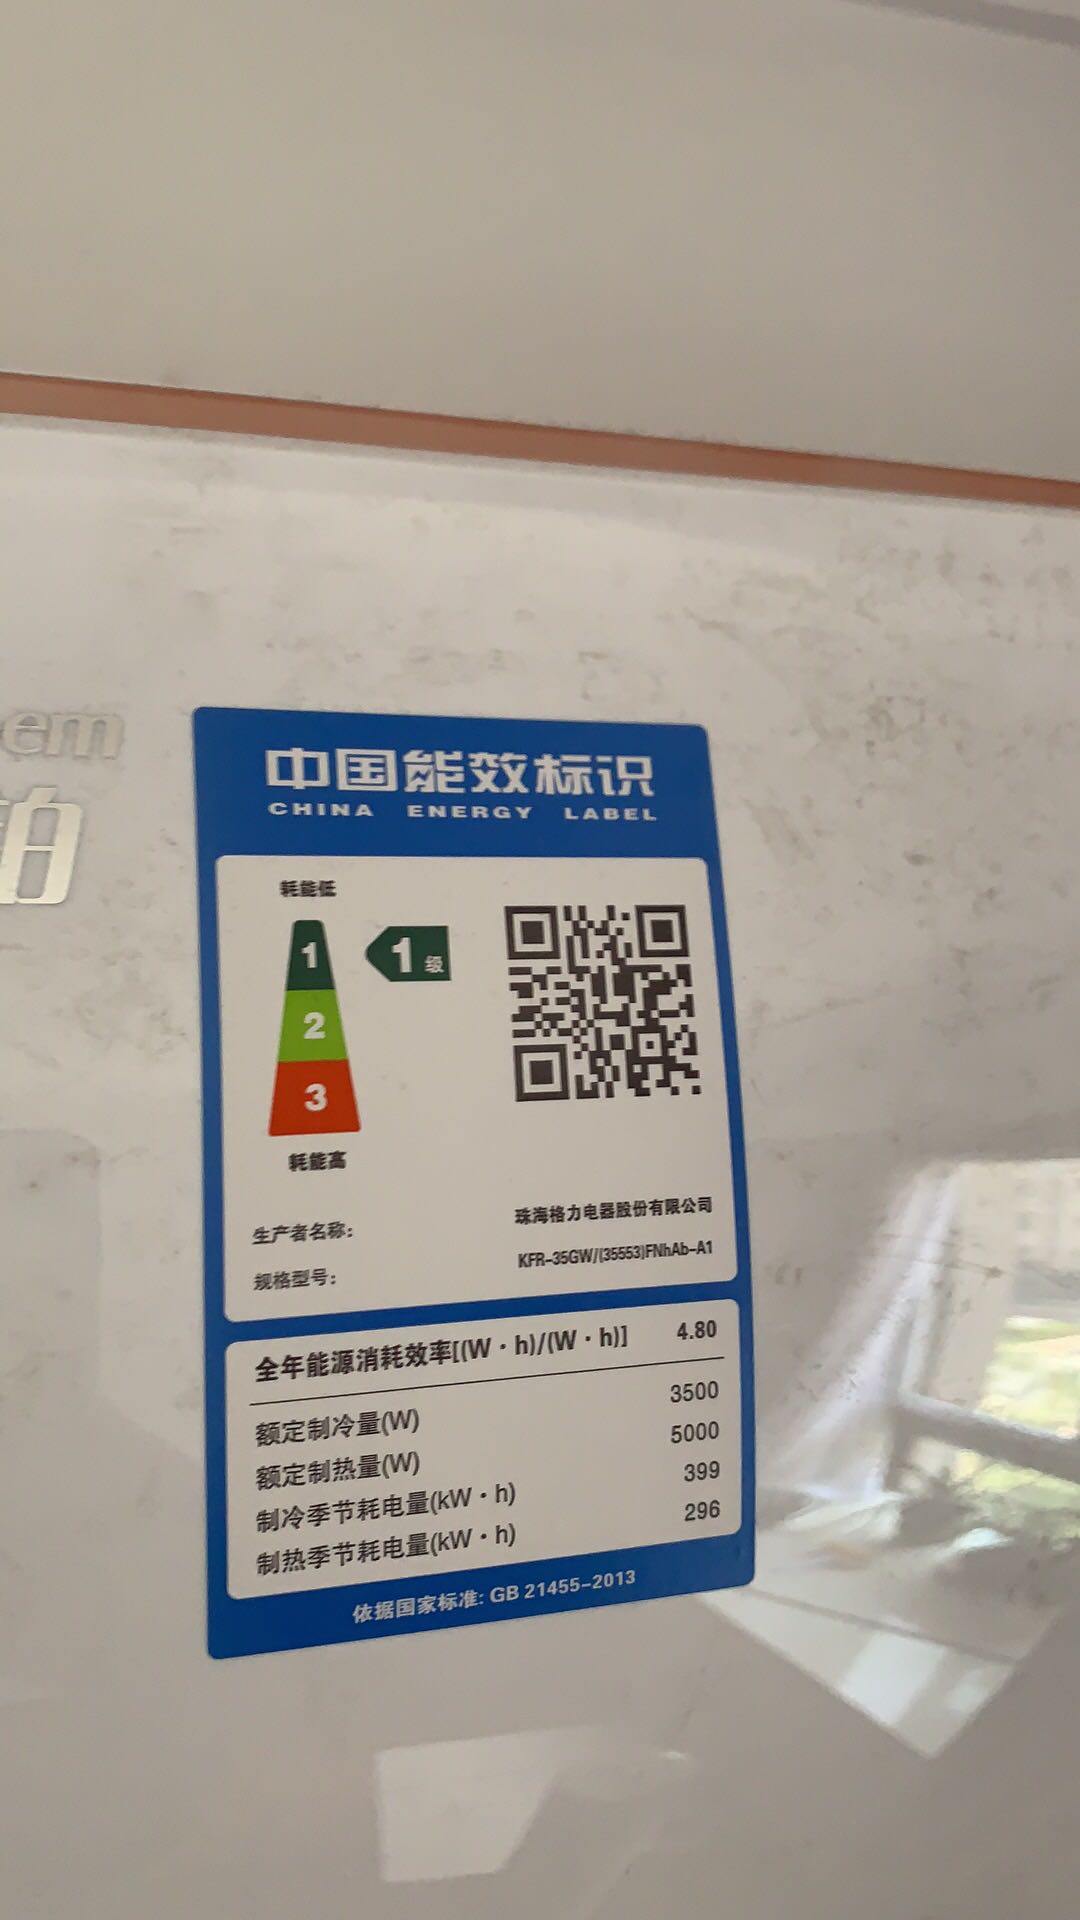 em
中国能效标识
CHINA ENERGY LABEL
耗能低
1
1级
2
3
耗能高
生产者名称: 珠海格力电器股份有限公司
规格型号: KFR-35GW/(35553)FNhAb-A1
全年能源消耗效率[(W·h)/(W·h)] 4.80
额定制冷量(W) 3500
额定制热量(W) 5000
制冷季节耗电量(kW·h) 399
制热季节耗电量(kW·h) 296
依据国家标准: GB 21455-2013